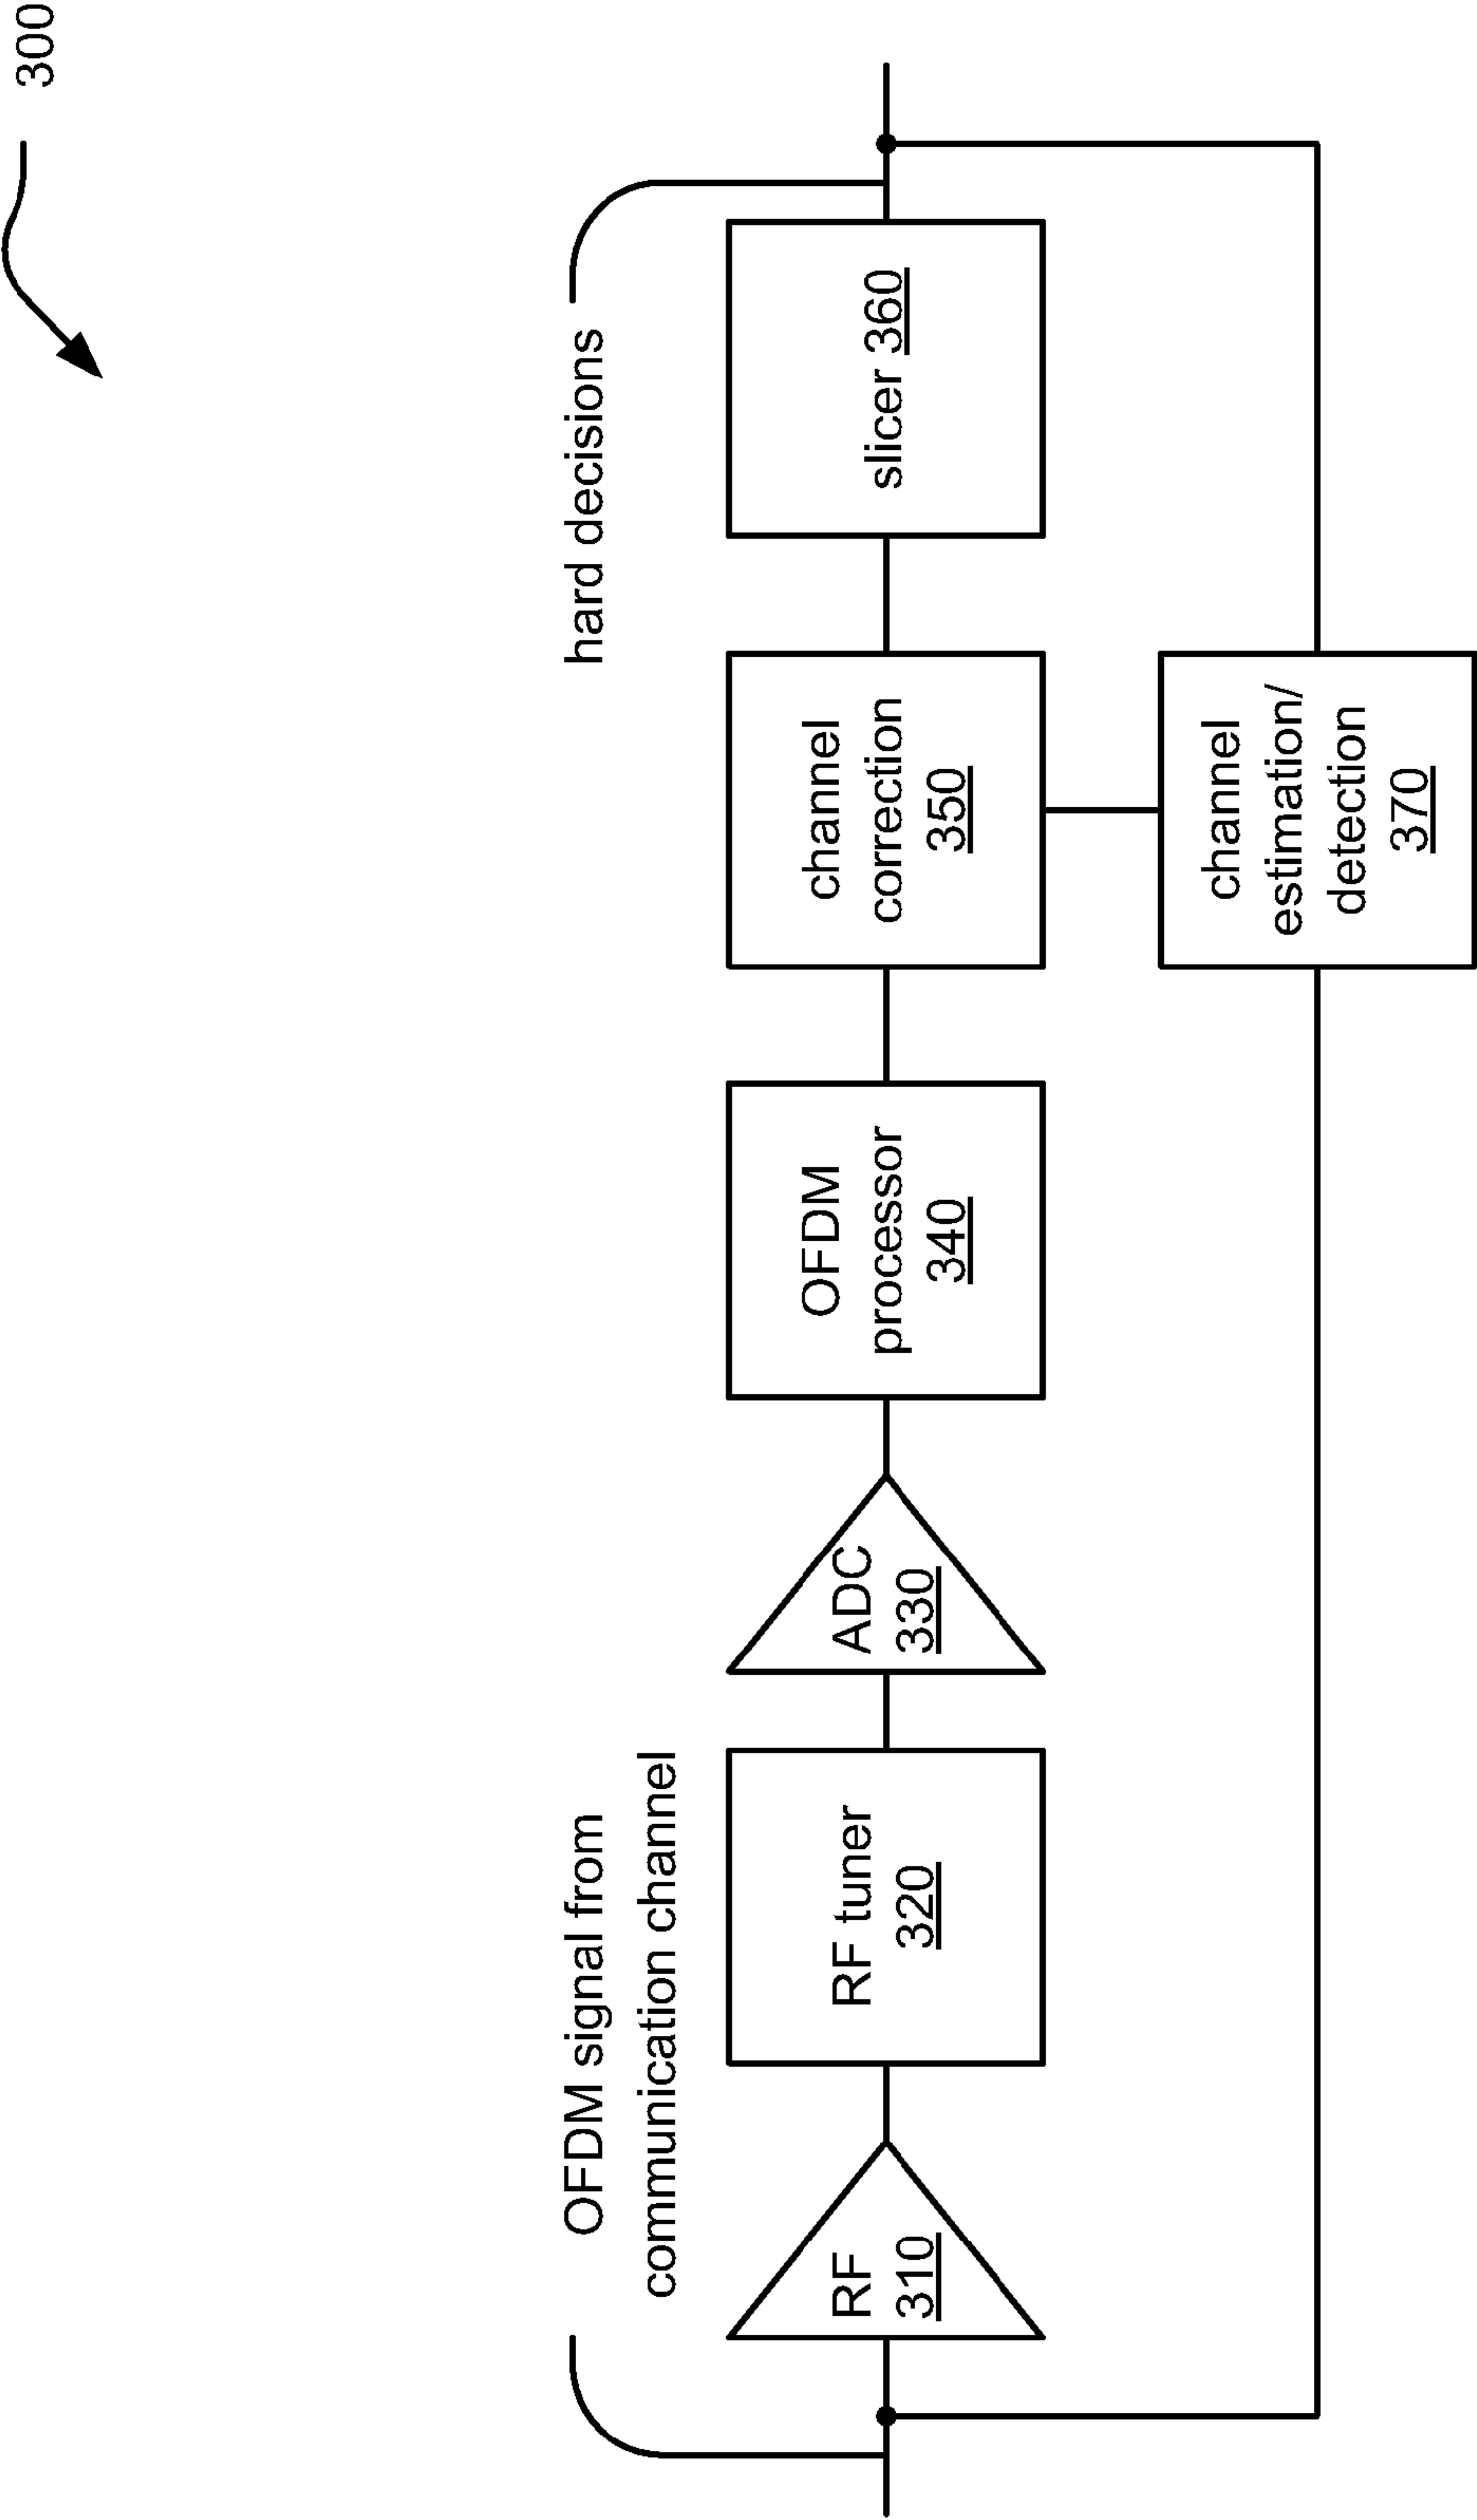 300
OFDM signal from
communication channel
hard decisions
RF
310
RF tuner
320
ADC
330
OFDM
processor
340
channel
correction
350
slicer 360
channel
estimation/
detection
370